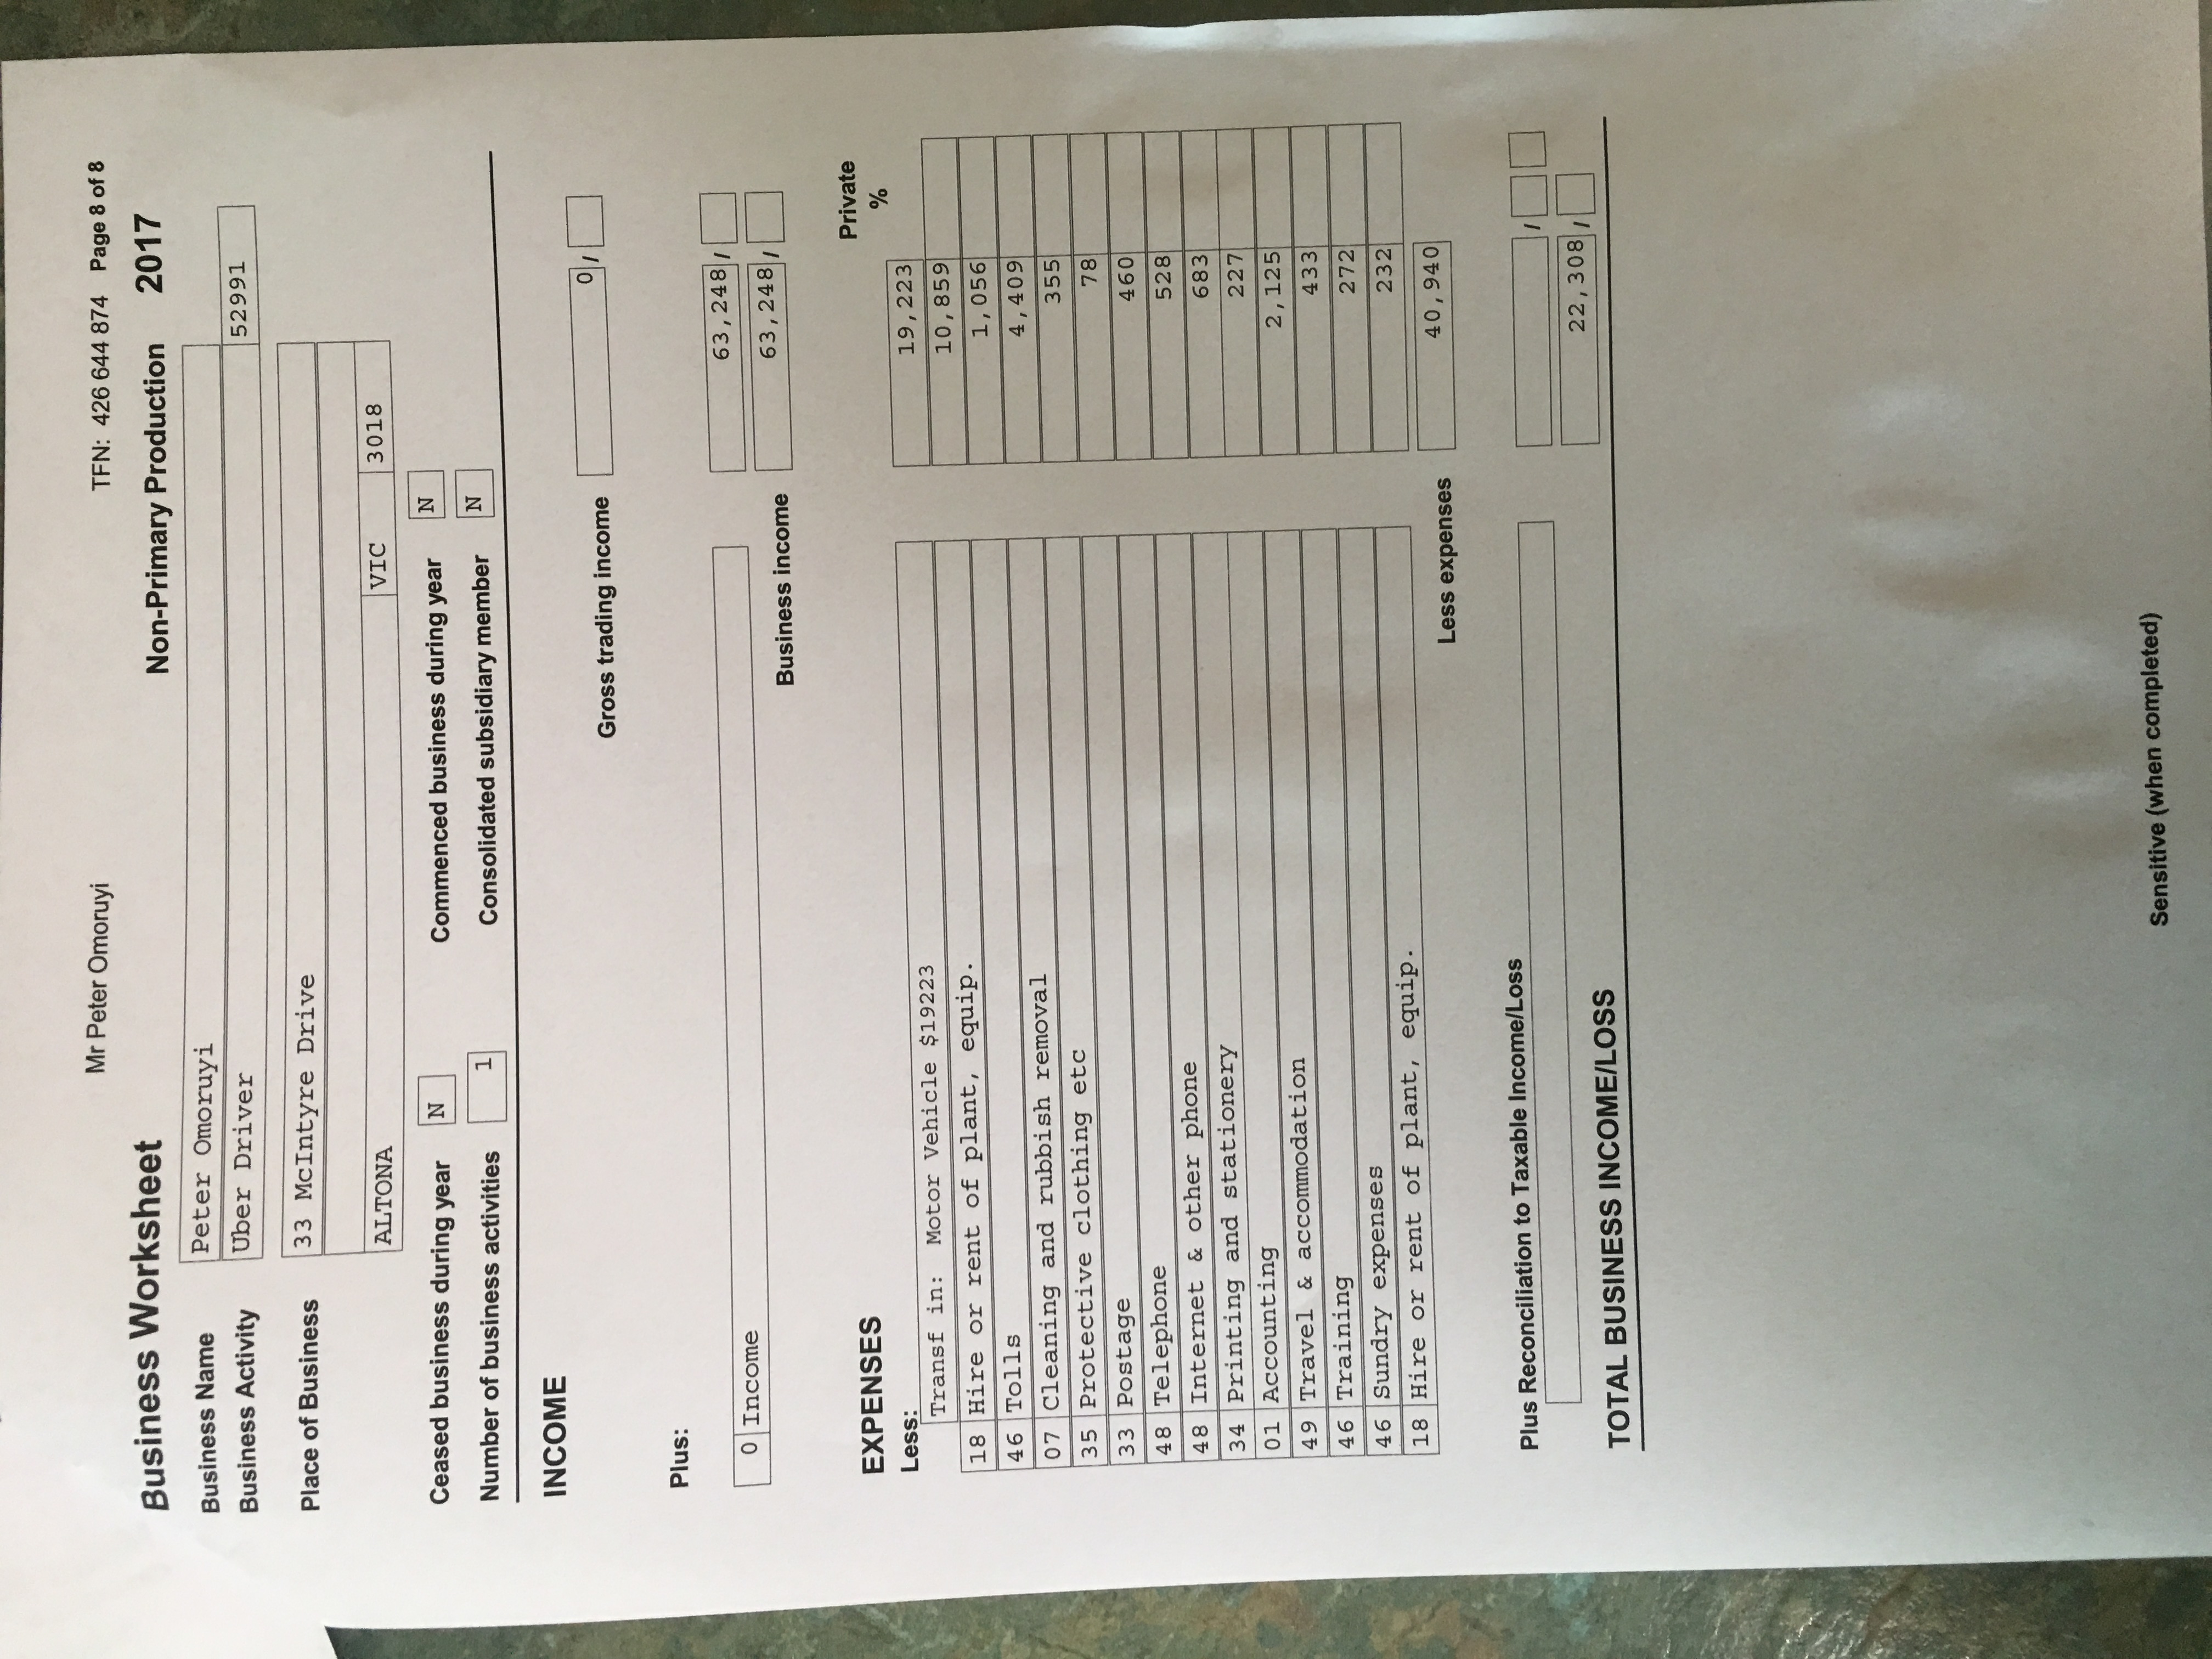 Mr Peter Omoruyi TFN: 426 644 874 Page 8 of 8
Business Worksheet Non-Primary Production 2017
Business Name Peter Omoruyi
Business Activity Uber Driver 52991
Place of Business 33 McIntyre Drive
ALTONA VIC 3018
Ceased business during year N Commenced business during year N
Number of business activities 1 Consolidated subsidiary member N
INCOME
Gross trading income 0 /
Plus:
0 Income 63,248 /
Business income 63,248 /
EXPENSES Private
%
Less:
Transf in: Motor Vehicle $19223 19,223
18 Hire or rent of plant, equip. 10,859
46 Tolls 1,056
07 Cleaning and rubbish removal 4,409
35 Protective clothing etc 355
33 Postage 78
48 Telephone 460
48 Internet & other phone 528
34 Printing and stationery 683
01 Accounting 227
49 Travel & accommodation 2,125
46 Training 433
46 Sundry expenses 272
18 Hire or rent of plant, equip. 232
Less expenses 40,940
Plus Reconciliation to Taxable Income/Loss /
TOTAL BUSINESS INCOME/LOSS 22,308 /
Sensitive (when completed)